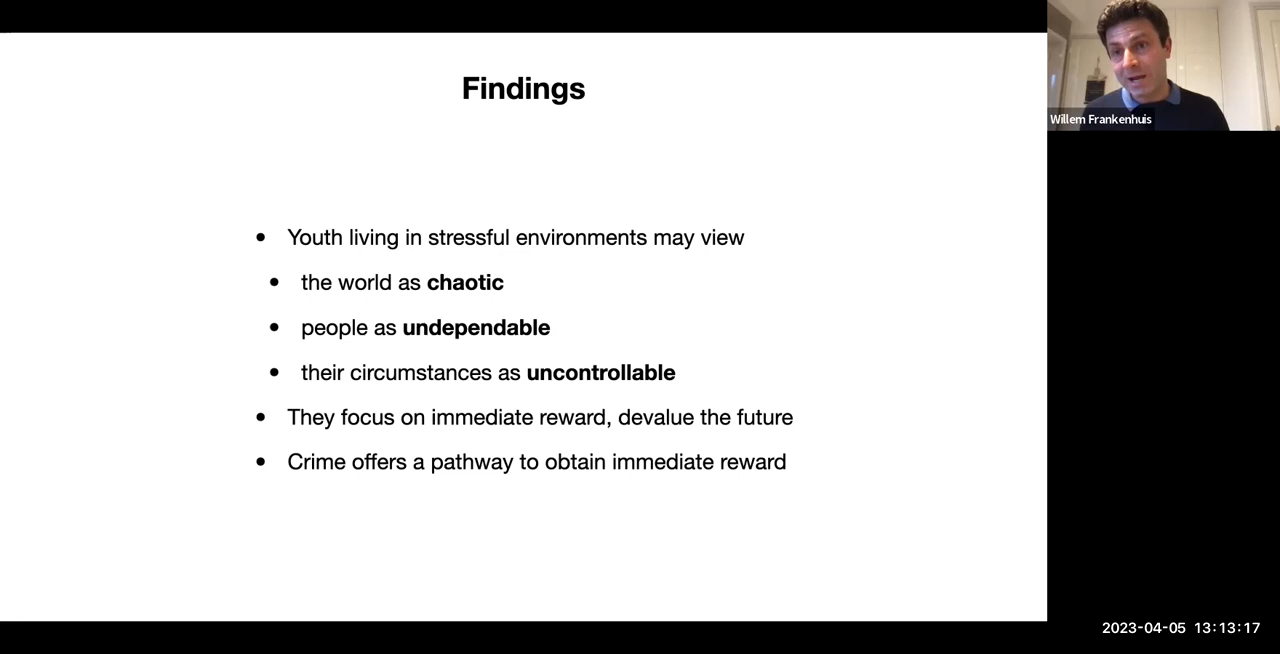 Findings
Willem Frankenhuis
• Youth living in stressful environments may view
• the world as chaotic
• people as undependable
• their circumstances as uncontrollable
• They focus on immediate reward, devalue the future
• Crime offers a pathway to obtain immediate reward
2023-04-05 13:13:17